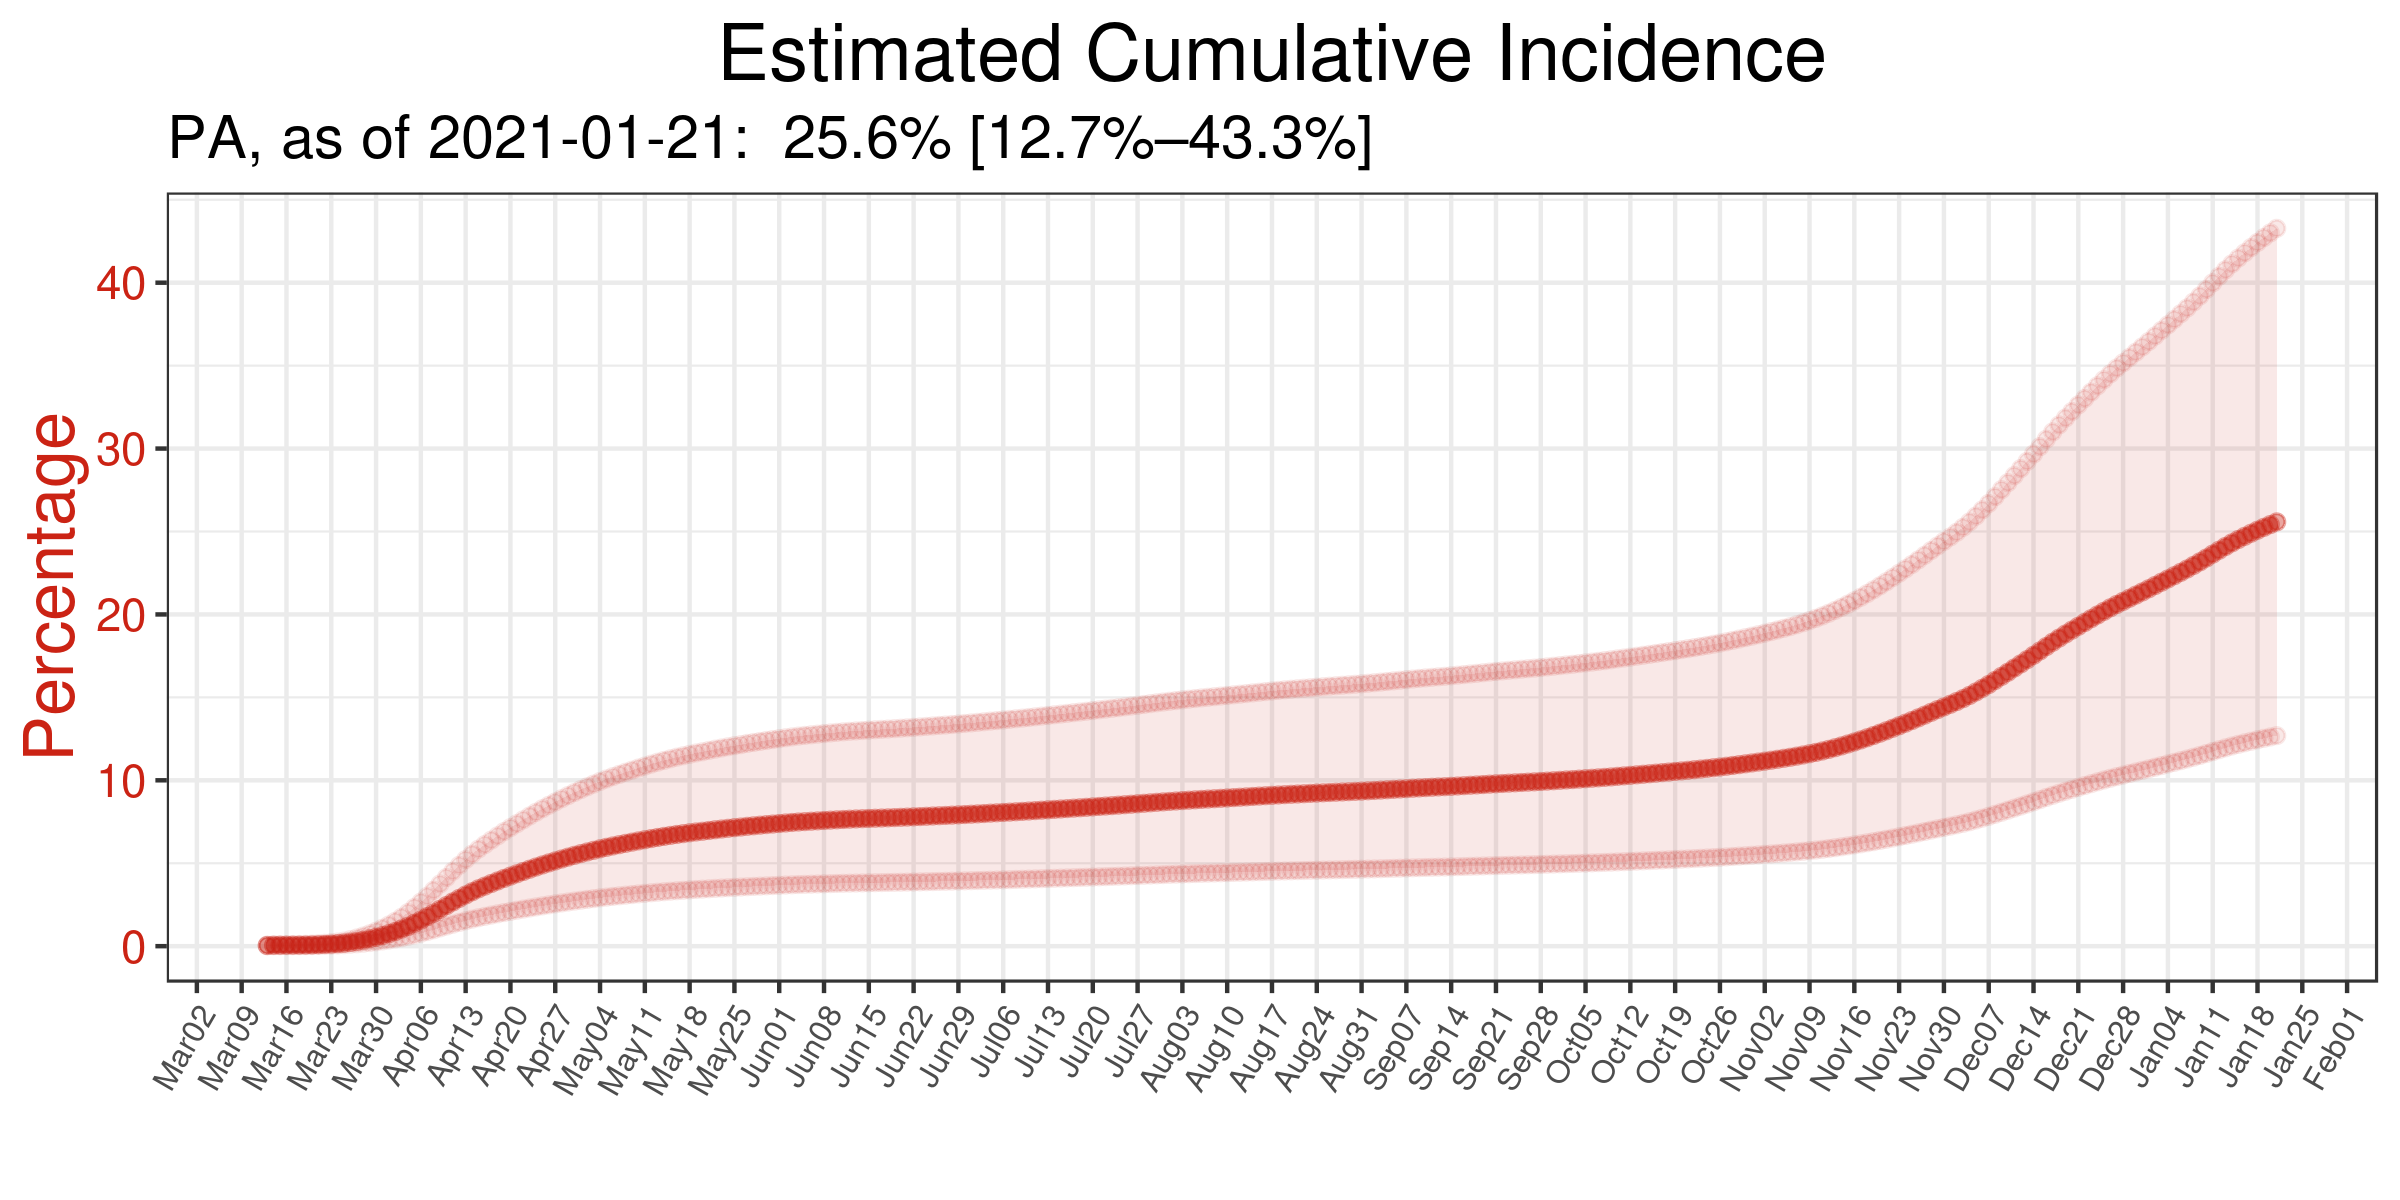 Estimated Cumulative Incidence
PA, as of 2021-01-21:  25.6% [12.7%–43.3%]
Percentage
40
30
20
10
0
Mar02
Mar09
Mar16
Mar23
Mar30
Apr06
Apr13
Apr20
Apr27
May04
May11
May18
May25
Jun01
Jun08
Jun15
Jun22
Jun29
Jul06
Jul13
Jul20
Jul27
Aug03
Aug10
Aug17
Aug24
Aug31
Sep07
Sep14
Sep21
Sep28
Oct05
Oct12
Oct19
Oct26
Nov02
Nov09
Nov16
Nov23
Nov30
Dec07
Dec14
Dec21
Dec28
Jan04
Jan11
Jan18
Jan25
Feb01